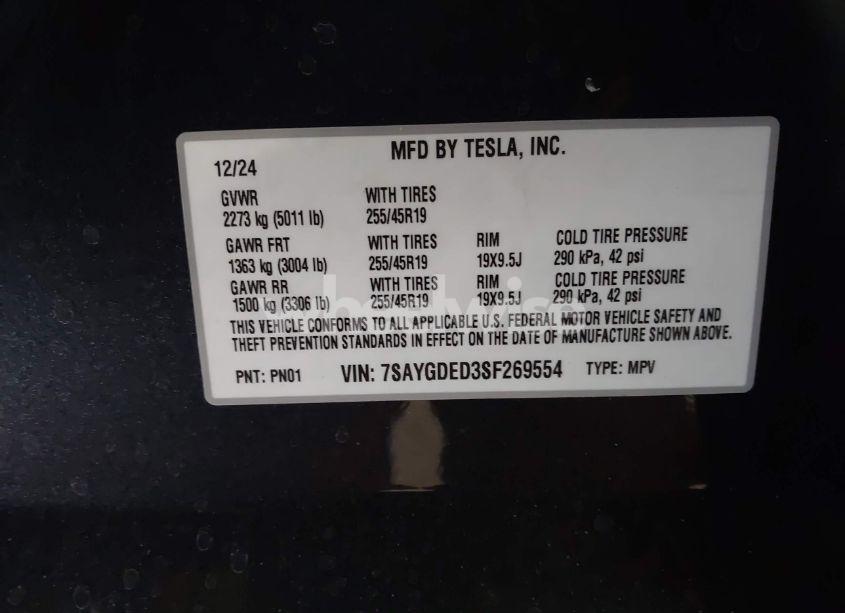 MFD BY TESLA, INC.
12/24
GVWR WITH TIRES
2273 kg (5011 lb) 255/45R19
GAWR FRT WITH TIRES RIM COLD TIRE PRESSURE
1363 kg (3004 lb) 255/45R19 19X9.5J 290 kPa, 42 psi
GAWR RR WITH TIRES RIM COLD TIRE PRESSURE
1500 kg (3306 lb) 255/45R19 19X9.5J 290 kPa, 42 psi
THIS VEHICLE CONFORMS TO ALL APPLICABLE U.S. FEDERAL MOTOR VEHICLE SAFETY AND
THEFT PREVENTION STANDARDS IN EFFECT ON THE DATE OF MANUFACTURE SHOWN ABOVE.
PNT: PN01 VIN: 7SAYGDED3SF269554 TYPE: MPV